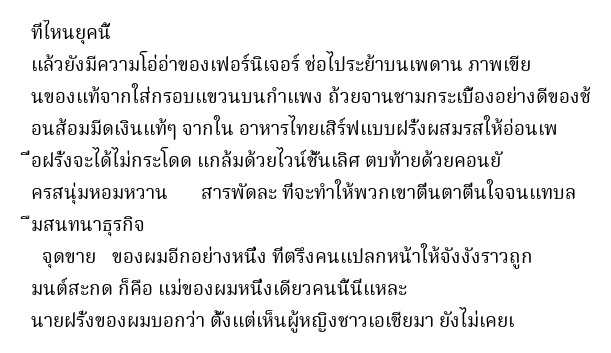 ที่ไหนยุคนี้
แล้วยังมีความโอ่อ่าของเฟอร์นิเจอร์ ช่อไประย้าบนเพดาน ภาพเขีย
นของแท้จากใส่กรอบแขวนบนกำแพง ถ้วยจานชามกระเบื้องอย่างดีของช้
อนส้อมมีดเงินแท้ๆ จากใน อาหารไทยเสิร์ฟแบบฝรั่งผสมรสให้อ่อนเพ
ื่อฝรั่งจะได้ไม่กระโดด แกล้มด้วยไวน์ชั้นเลิศ ตบท้ายด้วยคอนยั
ครสนุ่มหอมหวาน สารพัดละ ที่จะทำให้พวกเขาตื่นตาตื่นใจจนแทบล
ืมสนทนาธุรกิจ
จุดขาย ของผมอีกอย่างหนึ่ง ที่ตรึงคนแปลกหน้าให้จังงังราวถูก
มนต์สะกด ก็คือ แม่ของผมหนึ่งเดียวคนนั้นี่แหละ
นายฝรั่งของผมบอกว่า ตั้งแต่เห็นผู้หญิงชาวเอเชียมา ยังไม่เคยเ